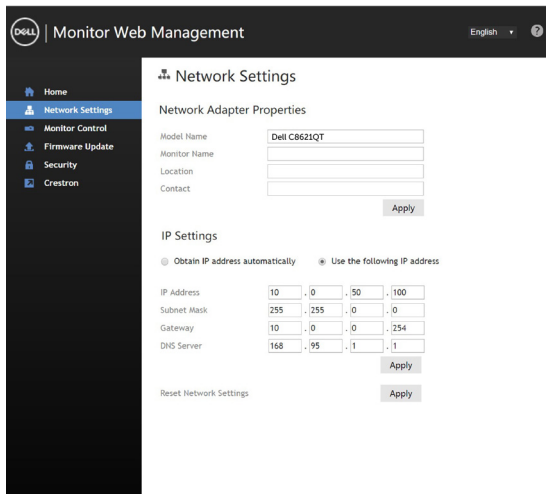 DELL | Monitor Web Management
English
?
Home
Network Settings
Monitor Control
Firmware Update
Security
Crestron
Network Settings
Network Adapter Properties
Model Name Dell C8621QT
Monitor Name
Location
Contact
Apply
IP Settings
Obtain IP address automatically Use the following IP address
IP Address 10 . 0 . 50 . 100
Subnet Mask 255 . 255 . 0 . 0
Gateway 10 . 0 . 0 . 254
DNS Server 168 . 95 . 1 . 1
Apply
Reset Network Settings Apply